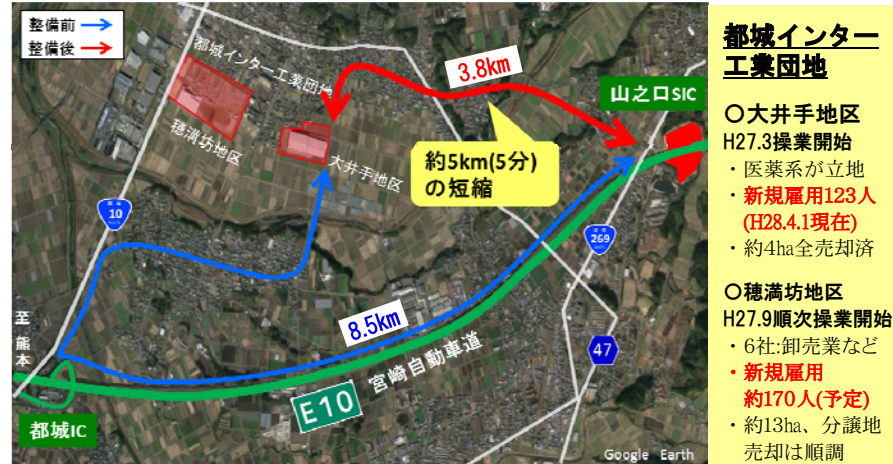 整備前
整備後
都城インター工業団地
穂満坊地区
大井手地区
3.8km
山之口SIC
約5km(5分)
の短縮
10
269
8.5km
47
宮崎自動車道
E10
至 熊本
都城IC
Google Earth
都城インター
工業団地
〇大井手地区
H27.3操業開始
・医薬系が立地
・新規雇用123人
(H28.4.1現在)
・約4ha全売却済
〇穂満坊地区
H27.9順次操業開始
・6社:卸売業など
・新規雇用
約170人(予定)
・約13ha、分譲地
売却は順調